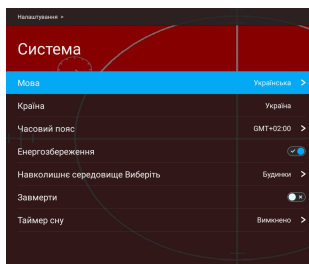 Налаштування >
Система
Мова Українська >
Країна Україна
Часовий пояс GMT+02:00 >
Енергозбереження
Навколишнє середовище Виберіть Будинки >
Завмерти
Таймер сну Вимкнено >